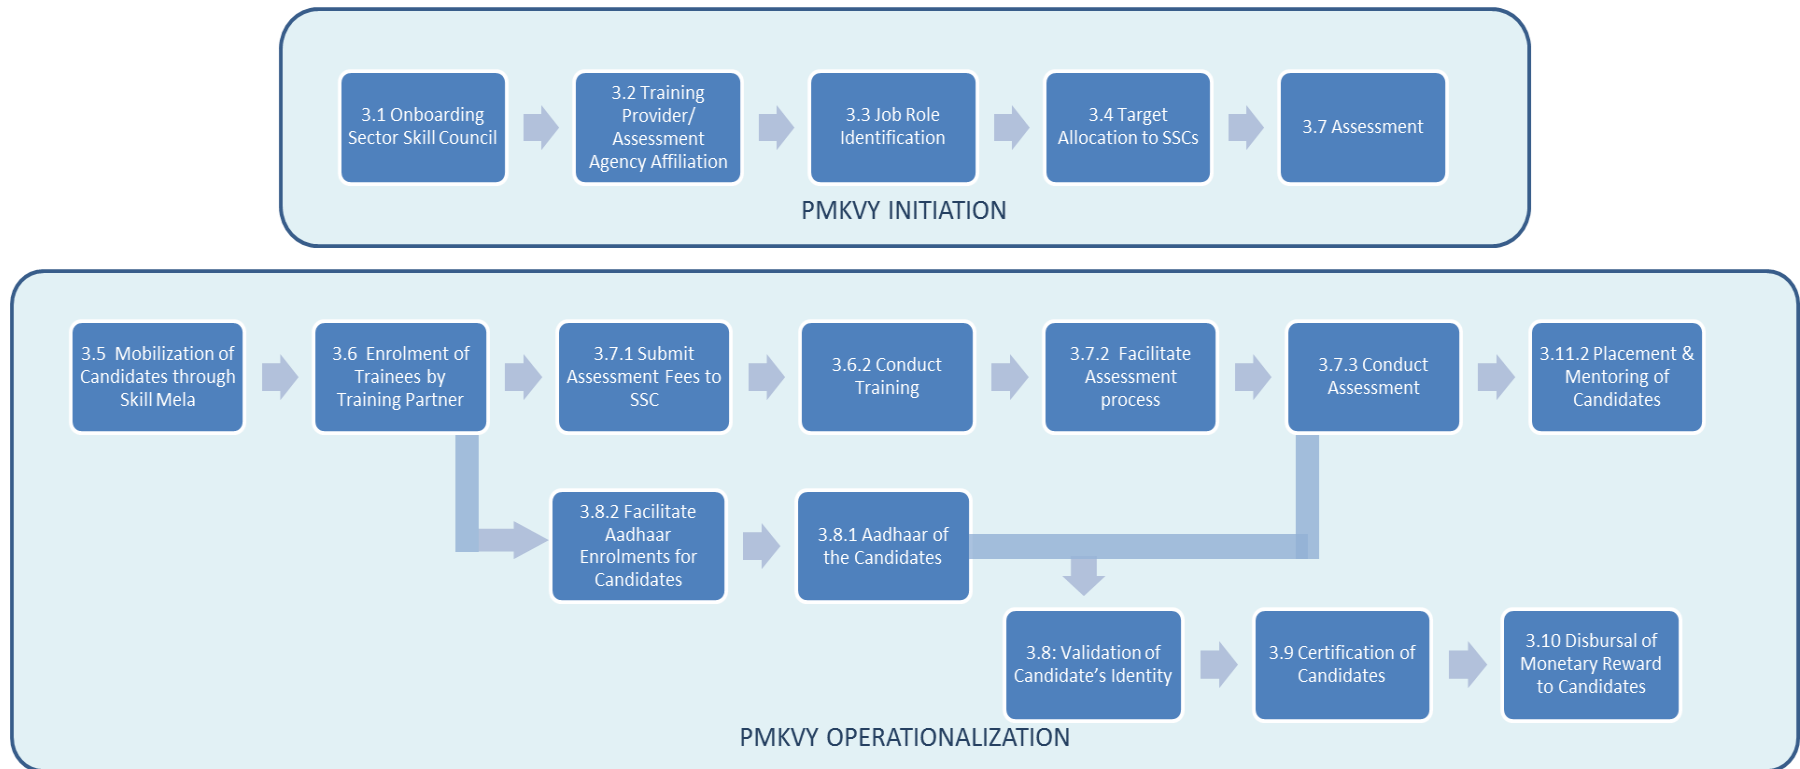 3.1 Onboarding
Sector Skill Council
3.2 Training
Provider/
Assessment
Agency Affiliation
3.3 Job Role
Identification
3.4 Target
Allocation to SSCs
3.7 Assessment
PMKVY INITIATION
3.5 Mobilization of
Candidates through
Skill Mela
3.6 Enrolment of
Trainees by
Training Partner
3.7.1 Submit
Assessment Fees to
SSC
3.6.2 Conduct
Training
3.7.2 Facilitate
Assessment
process
3.7.3 Conduct
Assessment
3.11.2 Placement &
Mentoring of
Candidates
3.8.2 Facilitate
Aadhaar
Enrolments for
Candidates
3.8.1 Aadhaar of
the Candidates
3.8: Validation of
Candidate’s Identity
3.9 Certification of
Candidates
3.10 Disbursal of
Monetary Reward
to Candidates
PMKVY OPERATIONALIZATION